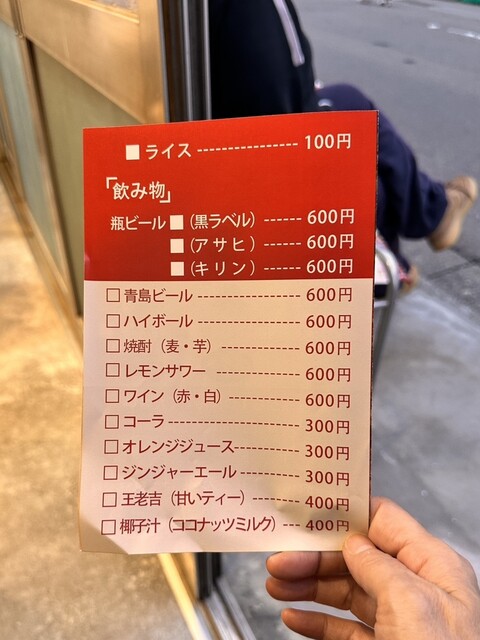 ■ ライス ---------------- 100円
「飲み物」
瓶ビール ■ (黒ラベル) ------ 600円
■ (アサヒ) ------ 600円
■ (キリン) ------ 600円
□ 青島ビール ----------------- 600円
□ ハイボール ----------------- 600円
□ 焼酎(麦・芋) ------------- 600円
□ レモンサワー --------------- 600円
□ ワイン(赤・白) ------------ 600円
□ コーラ ---------------------- 300円
□ オレンジジュース----------- 300円
□ ジンジャーエール ---------- 300円
□ 王老吉(甘いティー) -------- 400円
□ 椰子汁(ココナッツミルク) --- 400円